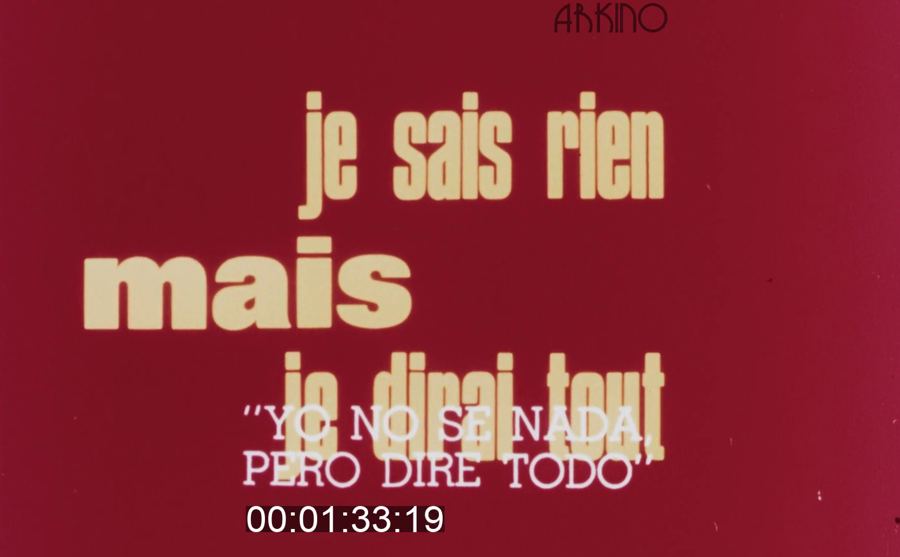 ARKINO
je sais rien
mais
je dirai tout
"YO NO SE NADA,
PERO DIRE TODO"
00:01:33:19